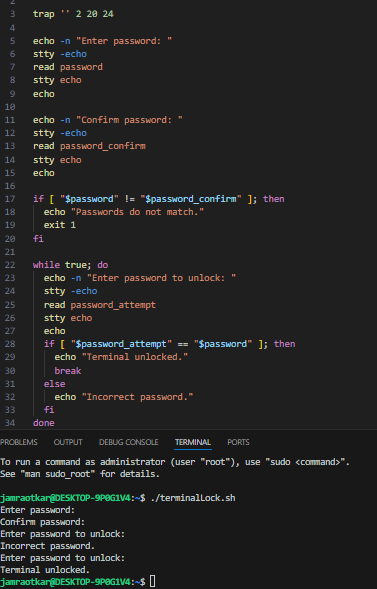 2
3 trap '' 2 20 24
4
5 echo -n "Enter password: "
6 stty -echo
7 read password
8 stty echo
9 echo
10
11 echo -n "Confirm password: "
12 stty -echo
13 read password_confirm
14 stty echo
15 echo
16
17 if [ "$password" != "$password_confirm" ]; then
18 echo "Passwords do not match."
19 exit 1
20 fi
21
22 while true; do
23 echo -n "Enter password to unlock: "
24 stty -echo
25 read password_attempt
26 stty echo
27 echo
28 if [ "$password_attempt" == "$password" ]; then
29 echo "Terminal unlocked."
30 break
31 else
32 echo "Incorrect password."
33 fi
34 done
PROBLEMS OUTPUT DEBUG CONSOLE TERMINAL PORTS
To run a command as administrator (user "root"), use "sudo <command>".
See "man sudo_root" for details.
jamraotkar@DESKTOP-9P0G1V4:~$ ./terminalLock.sh
Enter password:
Confirm password:
Enter password to unlock:
Incorrect password.
Enter password to unlock:
Terminal unlocked.
jamraotkar@DESKTOP-9P0G1V4:~$